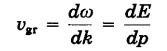 v_gr = dω/dk = dE/dp